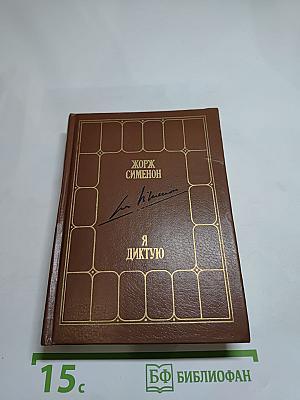 ЖОРЖ
СИМЕНОН
Я
ДИКТУЮ
15с
БФ БИБЛИОФАН